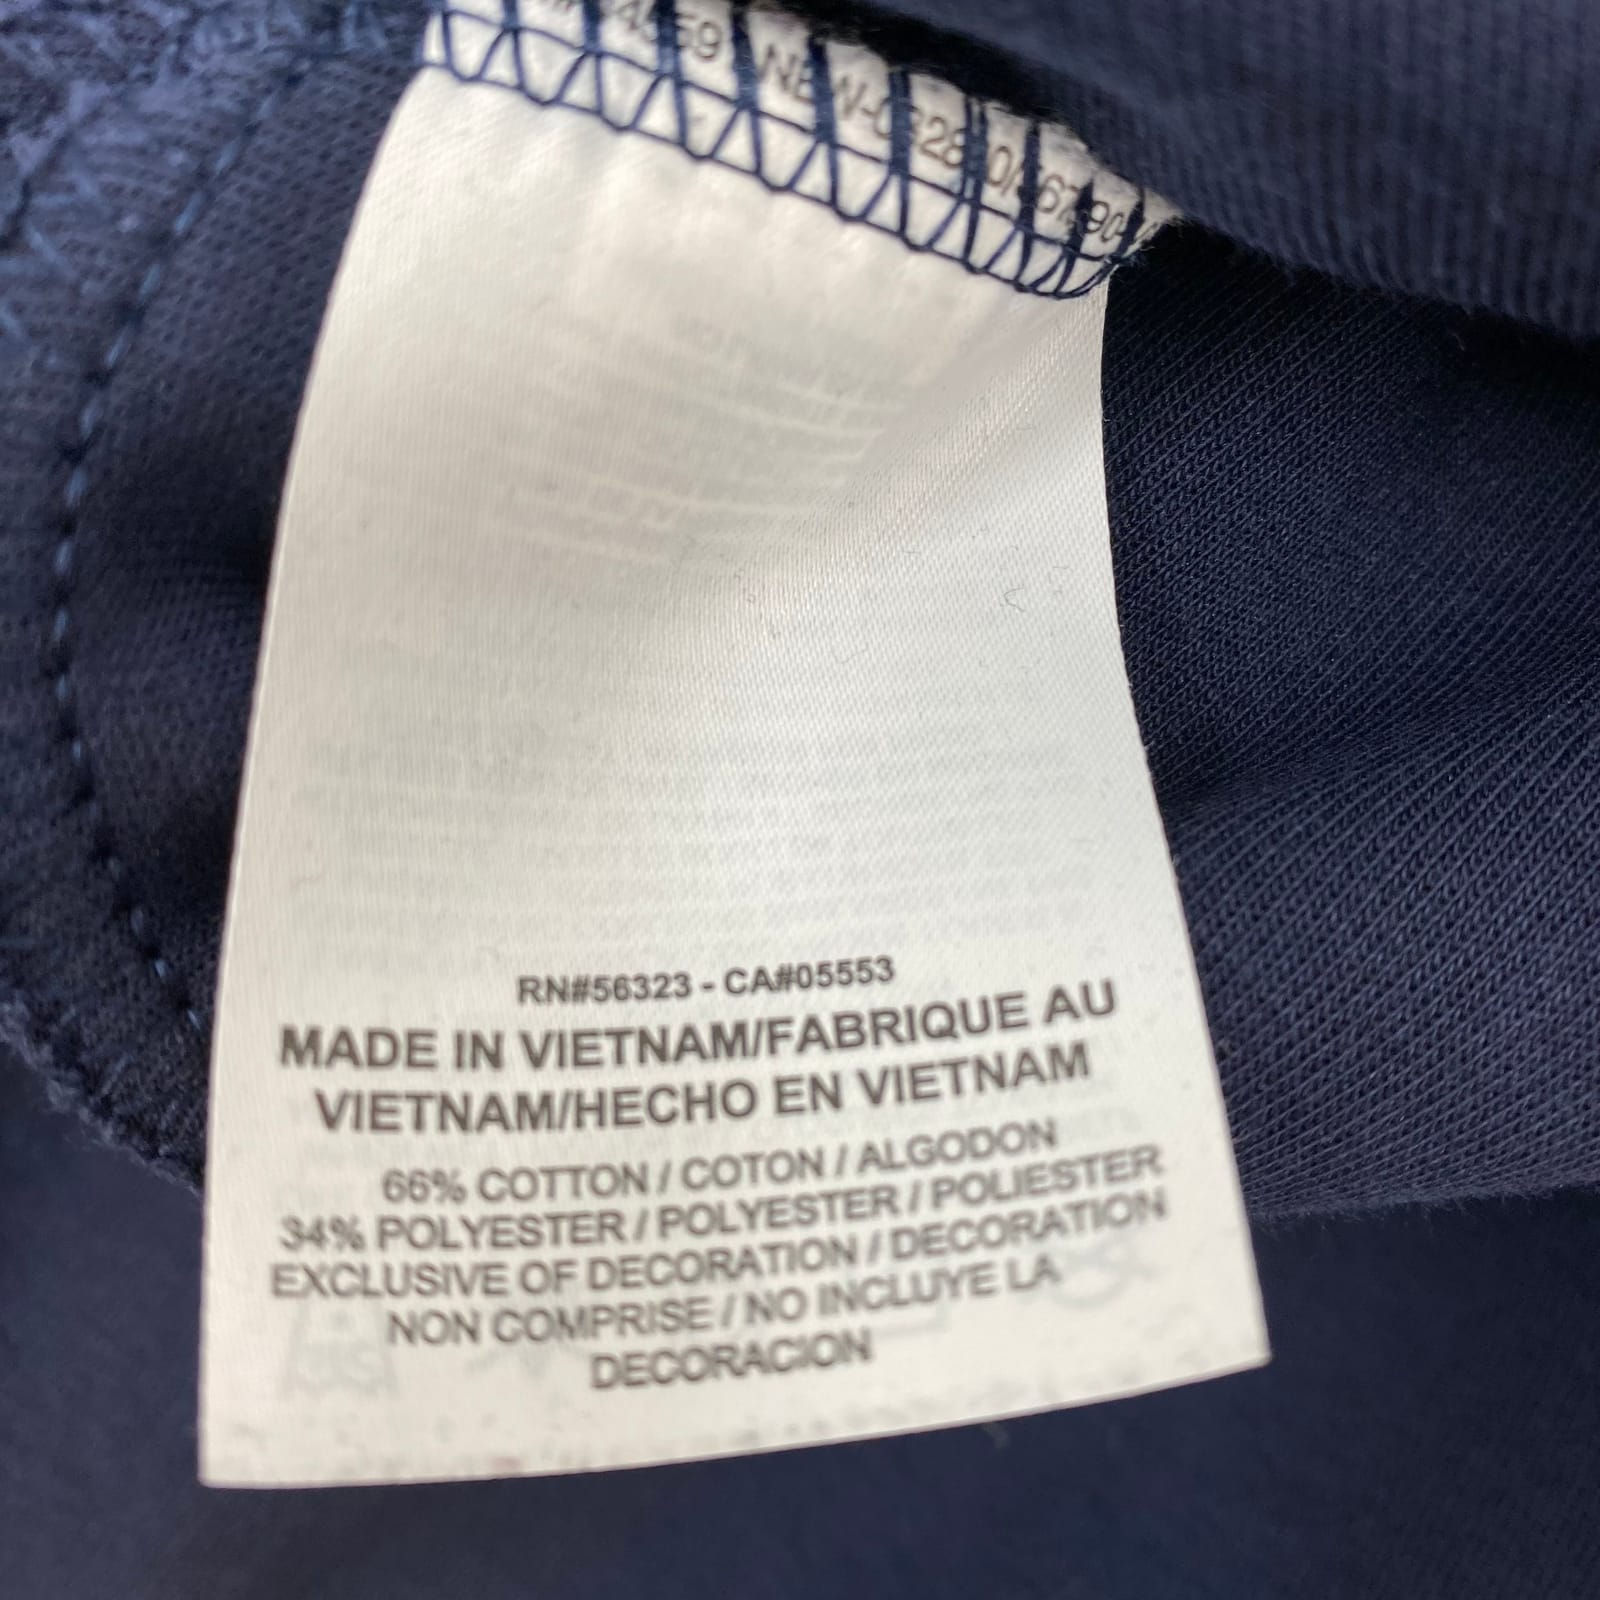 RN#56323 - CA#05553
MADE IN VIETNAM/FABRIQUE AU
VIETNAM/HECHO EN VIETNAM
66% COTTON / COTON / ALGODON
34% POLYESTER / POLYESTER / POLIESTER
EXCLUSIVE OF DECORATION / DECORATION
NON COMPRISE / NO INCLUYE LA
DECORACION